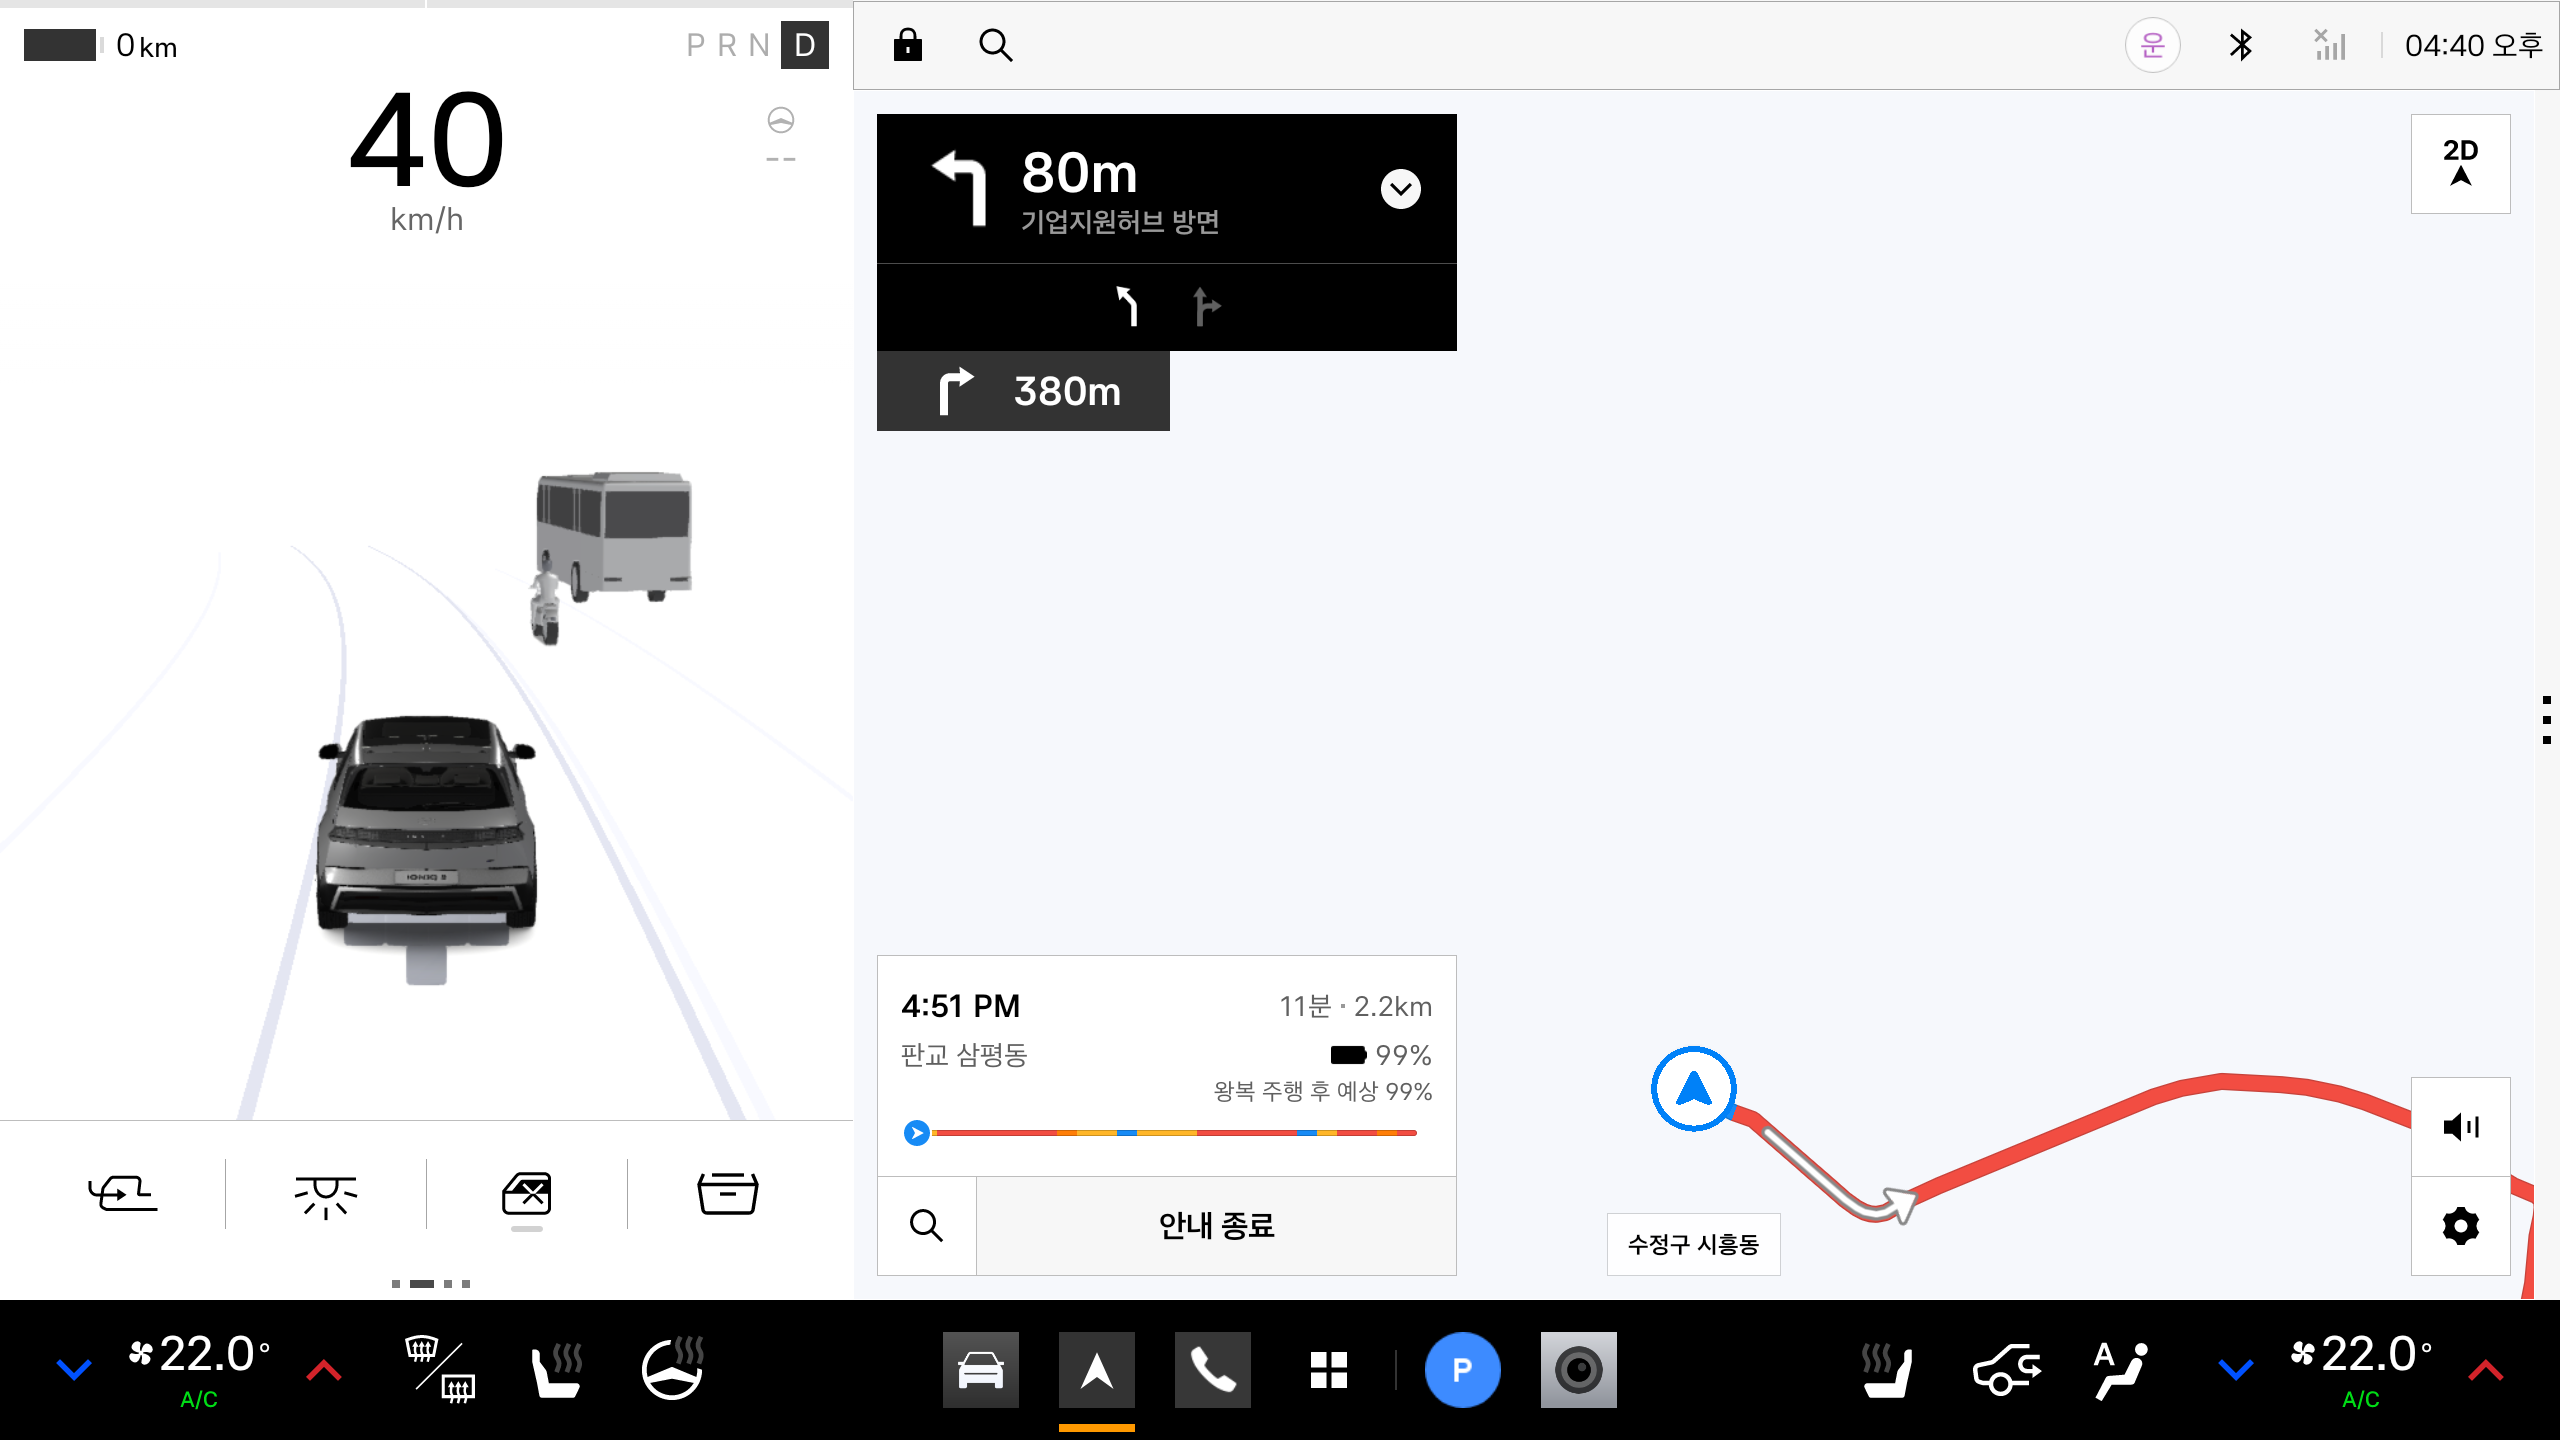 0 km
P R N D
40
km/h
--
운
04:40 오후
80m
기업지원허브 방면
380m
2D
4:51 PM
11분 · 2.2km
판교 삼평동
99%
왕복 주행 후 예상 99%
안내 종료
수정구 시흥동
22.0°
A/C
P
A
22.0°
A/C